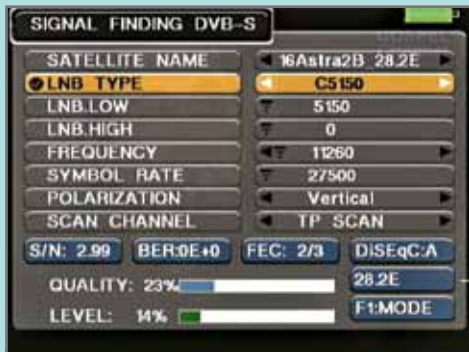 SIGNAL FINDING DVB-S
SATELLITE NAME 16Astra2B 28.2E
LNB TYPE C5150
LNB.LOW 5150
LNB.HIGH 0
FREQUENCY 11260
SYMBOL RATE 27500
POLARIZATION Vertical
SCAN CHANNEL TP SCAN
S/N: 2.99 BER:0E+0 FEC: 2/3 DiSEqC:A
QUALITY: 23% 28.2E
LEVEL: 14% F1:MODE